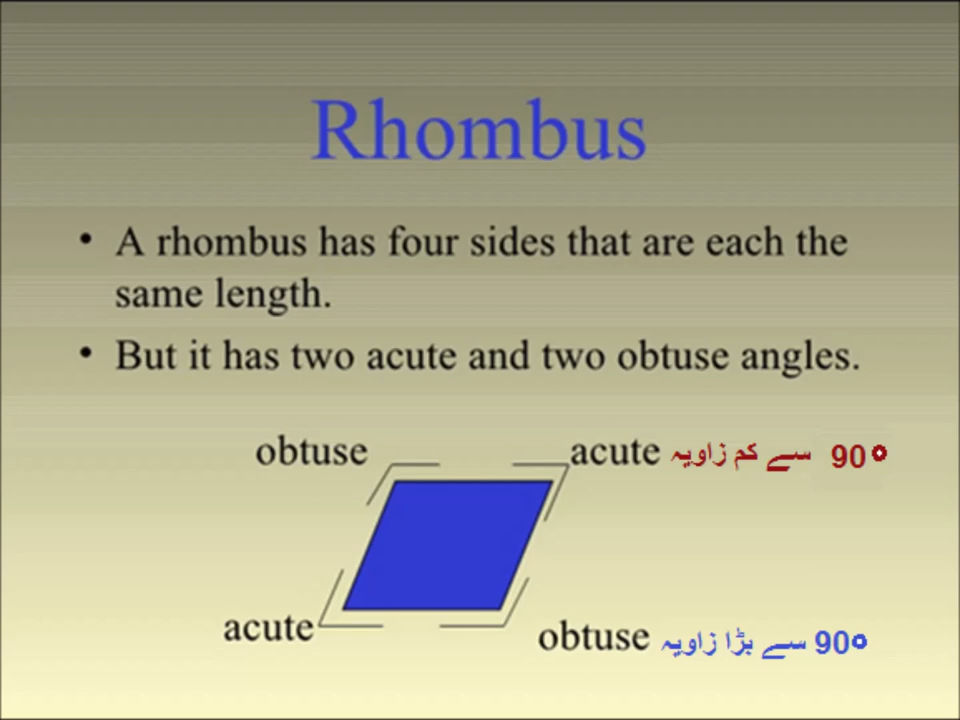 Rhombus
• A rhombus has four sides that are each the
same length.
• But it has two acute and two obtuse angles.
obtuse
acute 90° سے کم زاویہ
acute
obtuse 90° سے بڑا زاویہ